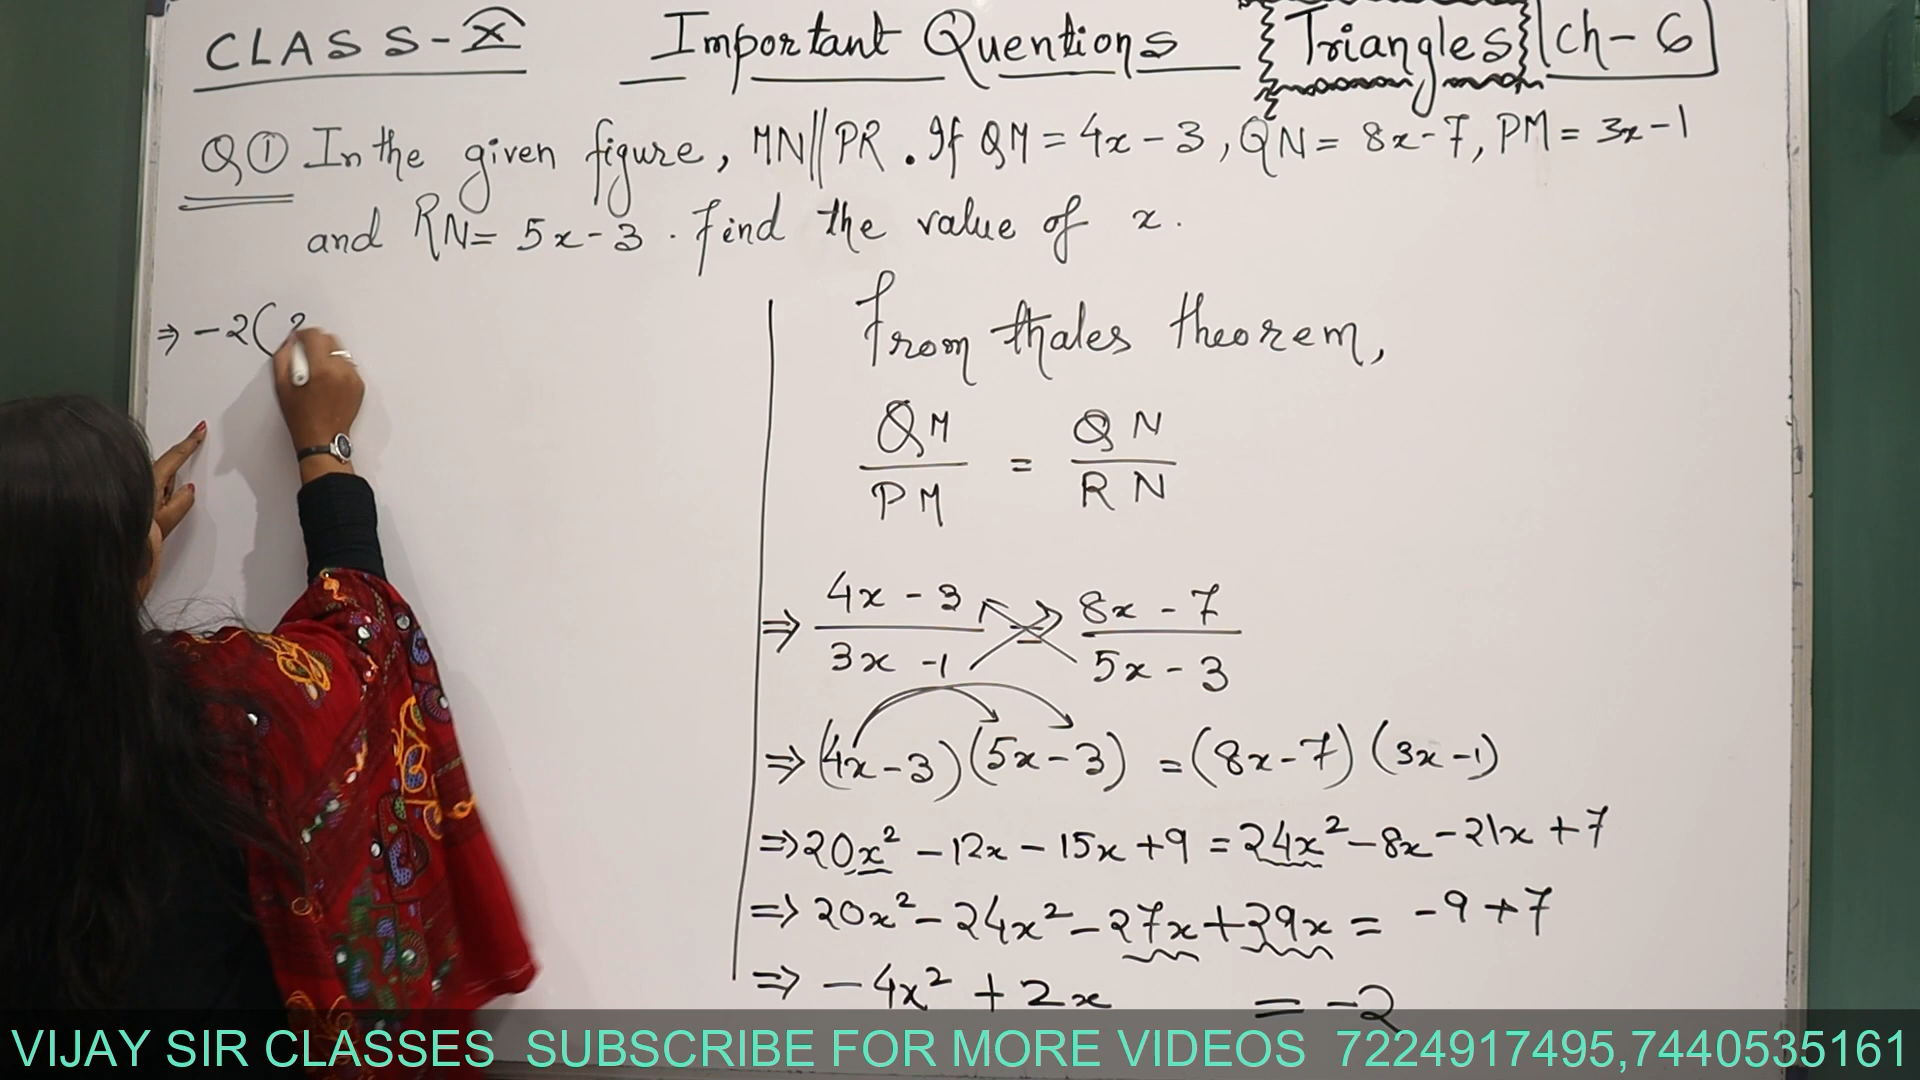 CLASS-X Important Quentions Triangles ch-6
Q① In the given figure, MN||PR. If QM = 4x-3, QN = 8x-7, PM = 3x-1
and RN = 5x-3. find the value of x.
⇒ -2(2
From thales theorem,
QM/PM = QN/RN
⇒ 4x-3/3x-1 = 8x-7/5x-3
⇒ (4x-3)(5x-3) = (8x-7)(3x-1)
⇒ 20x² - 12x - 15x + 9 = 24x² - 8x - 21x + 7
⇒ 20x² - 24x² - 27x + 29x = -9+7
⇒ -4x² + 2x = -2
VIJAY SIR CLASSES SUBSCRIBE FOR MORE VIDEOS 7224917495,7440535161